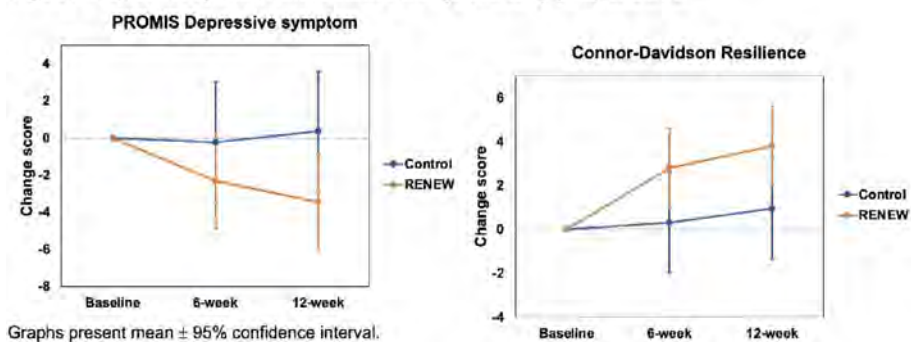 PROMIS Depressive symptom
4
2
0
-2
-4
-6
-8
Change score
Baseline 6-week 12-week
Control
RENEW
Connor-Davidson Resilience
6
4
2
0
-2
-4
Change score
Baseline 6-week 12-week
Control
RENEW
Graphs present mean ± 95% confidence interval.